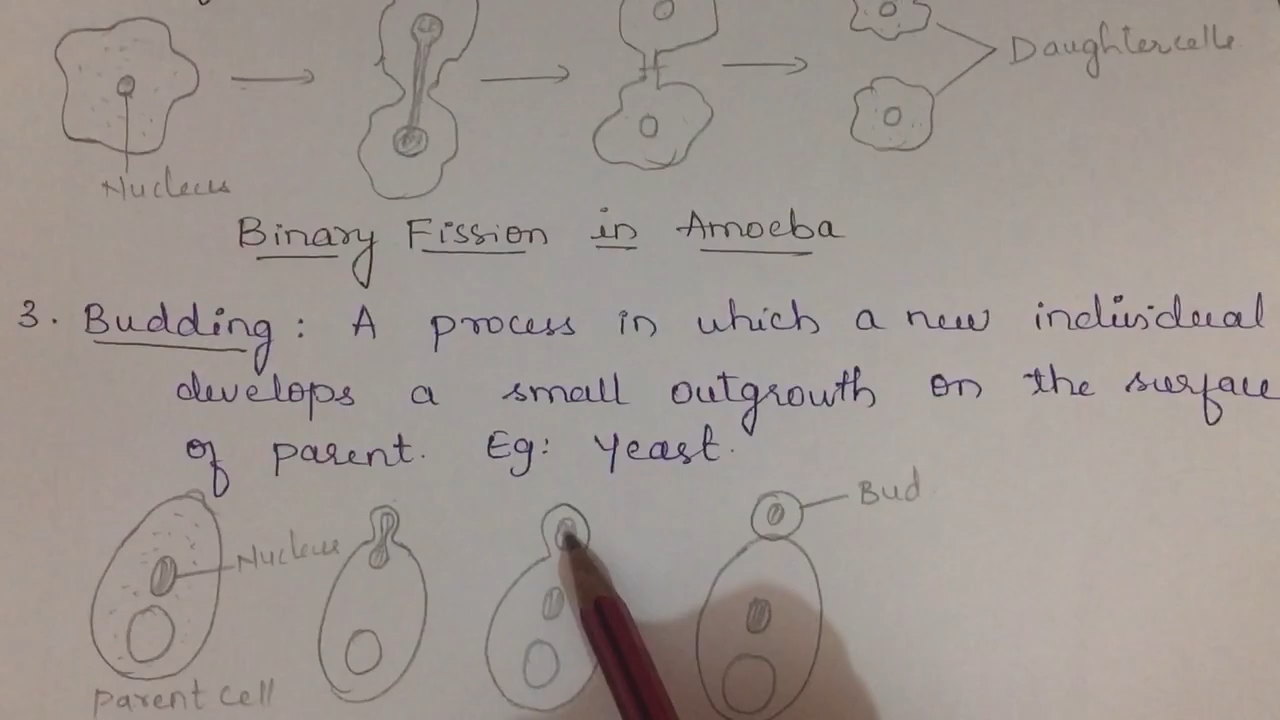 Daughtercells
Nucleus
Binary Fission in Amoeba
3. Budding: A process in which a new individual
develops a small outgrowth on the surface
of parent. Eg: Yeast.
Bud
Nucleus
Parent cell